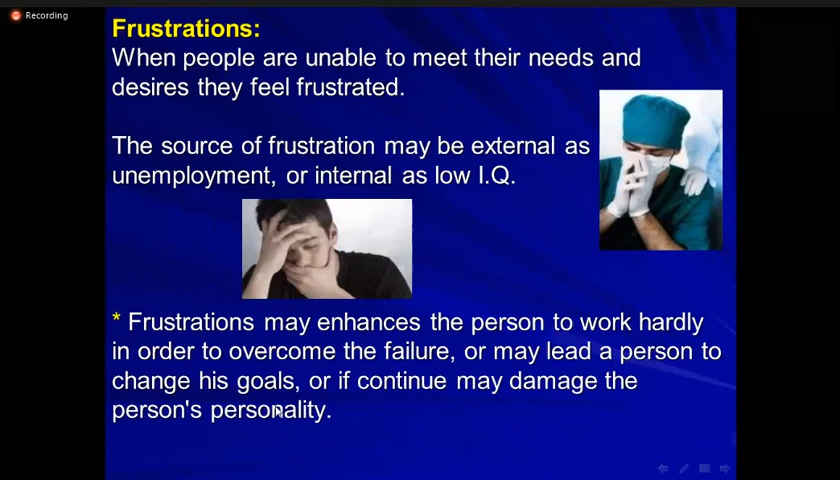 Recording
Frustrations:
When people are unable to meet their needs and
desires they feel frustrated.
The source of frustration may be external as
unemployment, or internal as low I.Q.
* Frustrations may enhances the person to work hardly
in order to overcome the failure, or may lead a person to
change his goals, or if continue may damage the
person's personality.